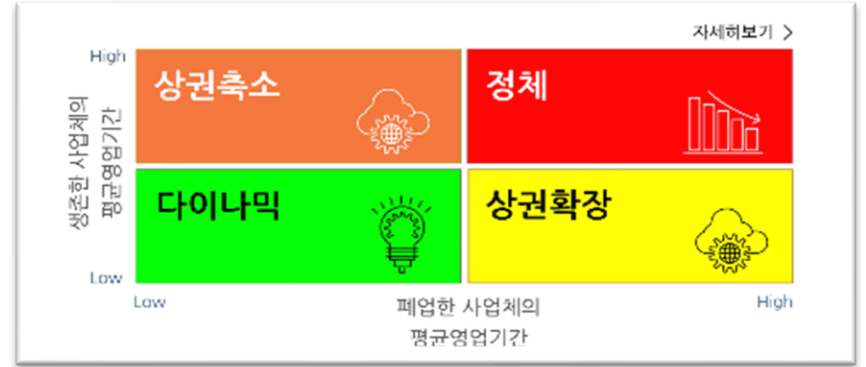 자세히보기 >
High
상권축소
정체
생존한 사업체의
평균영업기간
다이나믹
상권확장
Low
Low
폐업한 사업체의
High
평균영업기간